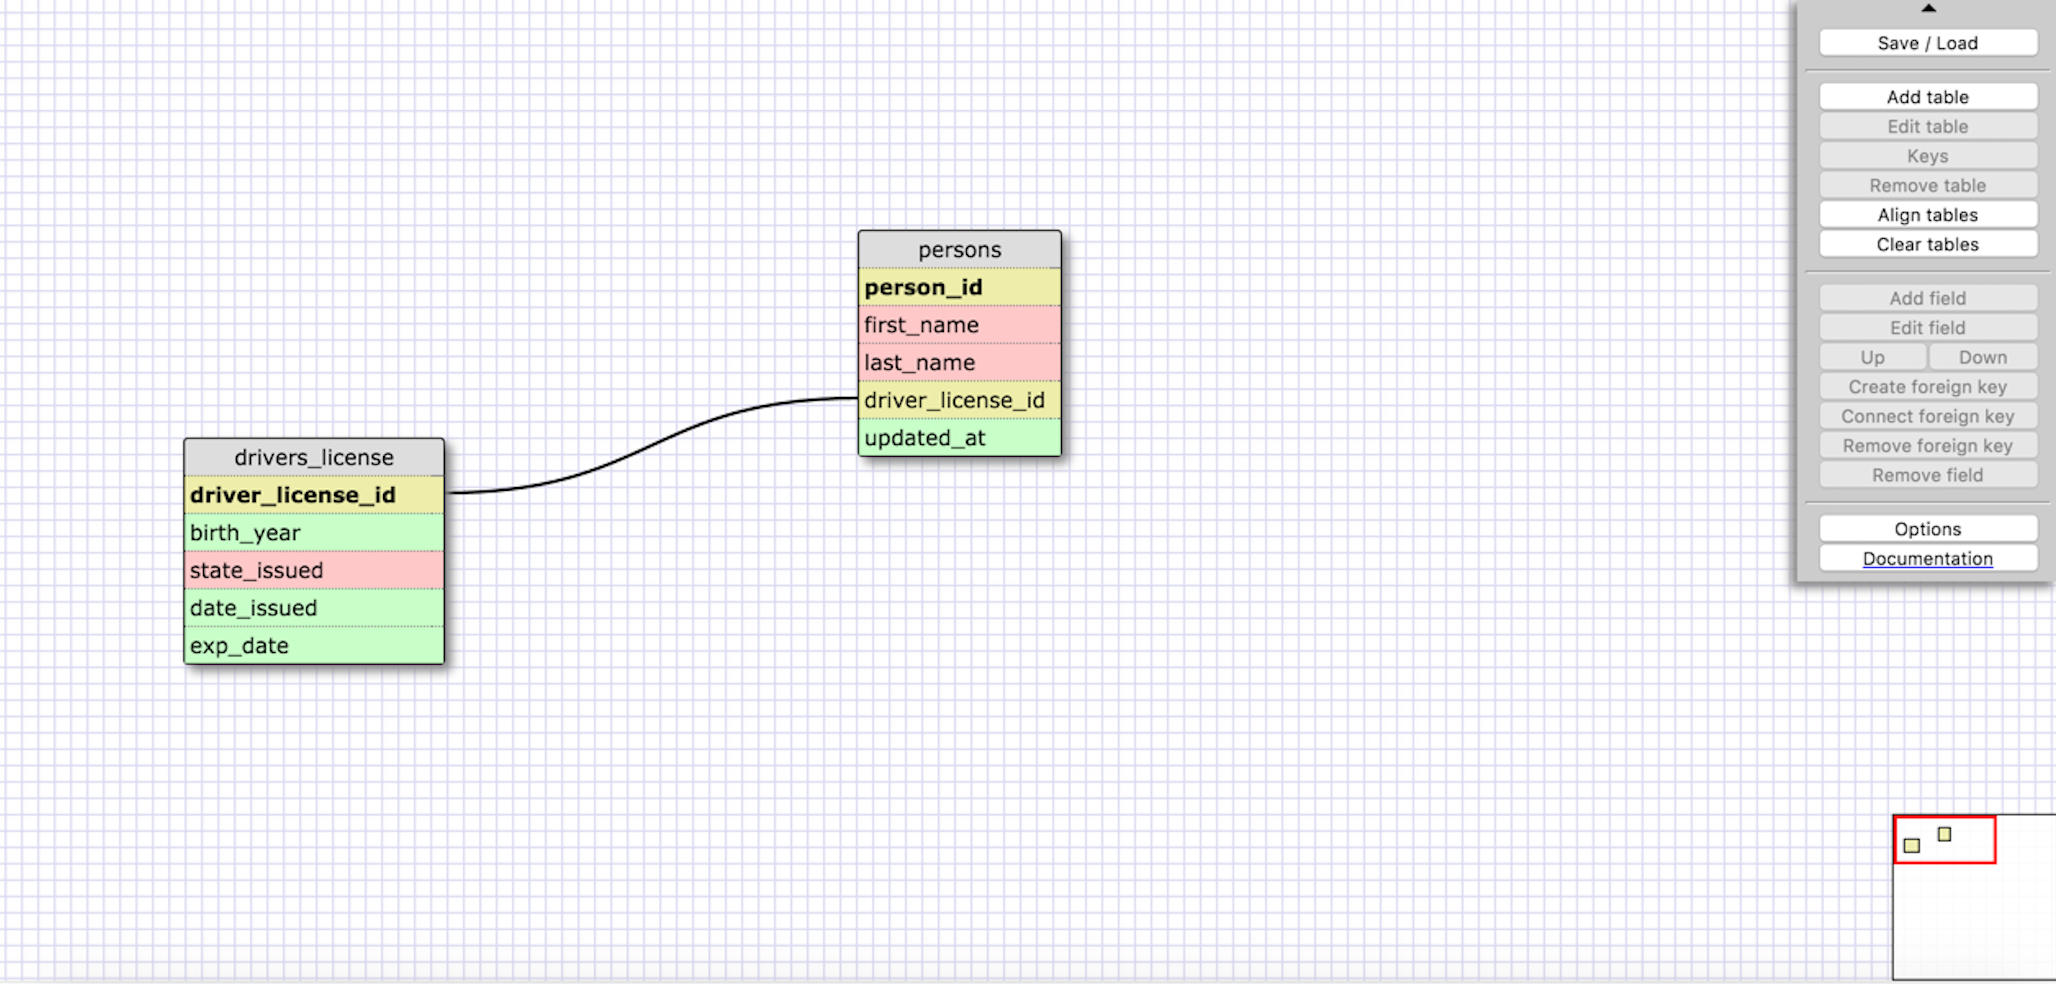 drivers_license
driver_license_id
birth_year
state_issued
date_issued
exp_date
persons
person_id
first_name
last_name
driver_license_id
updated_at
Save / Load
Add table
Edit table
Keys
Remove table
Align tables
Clear tables
Add field
Edit field
Up Down
Create foreign key
Connect foreign key
Remove foreign key
Remove field
Options
Documentation